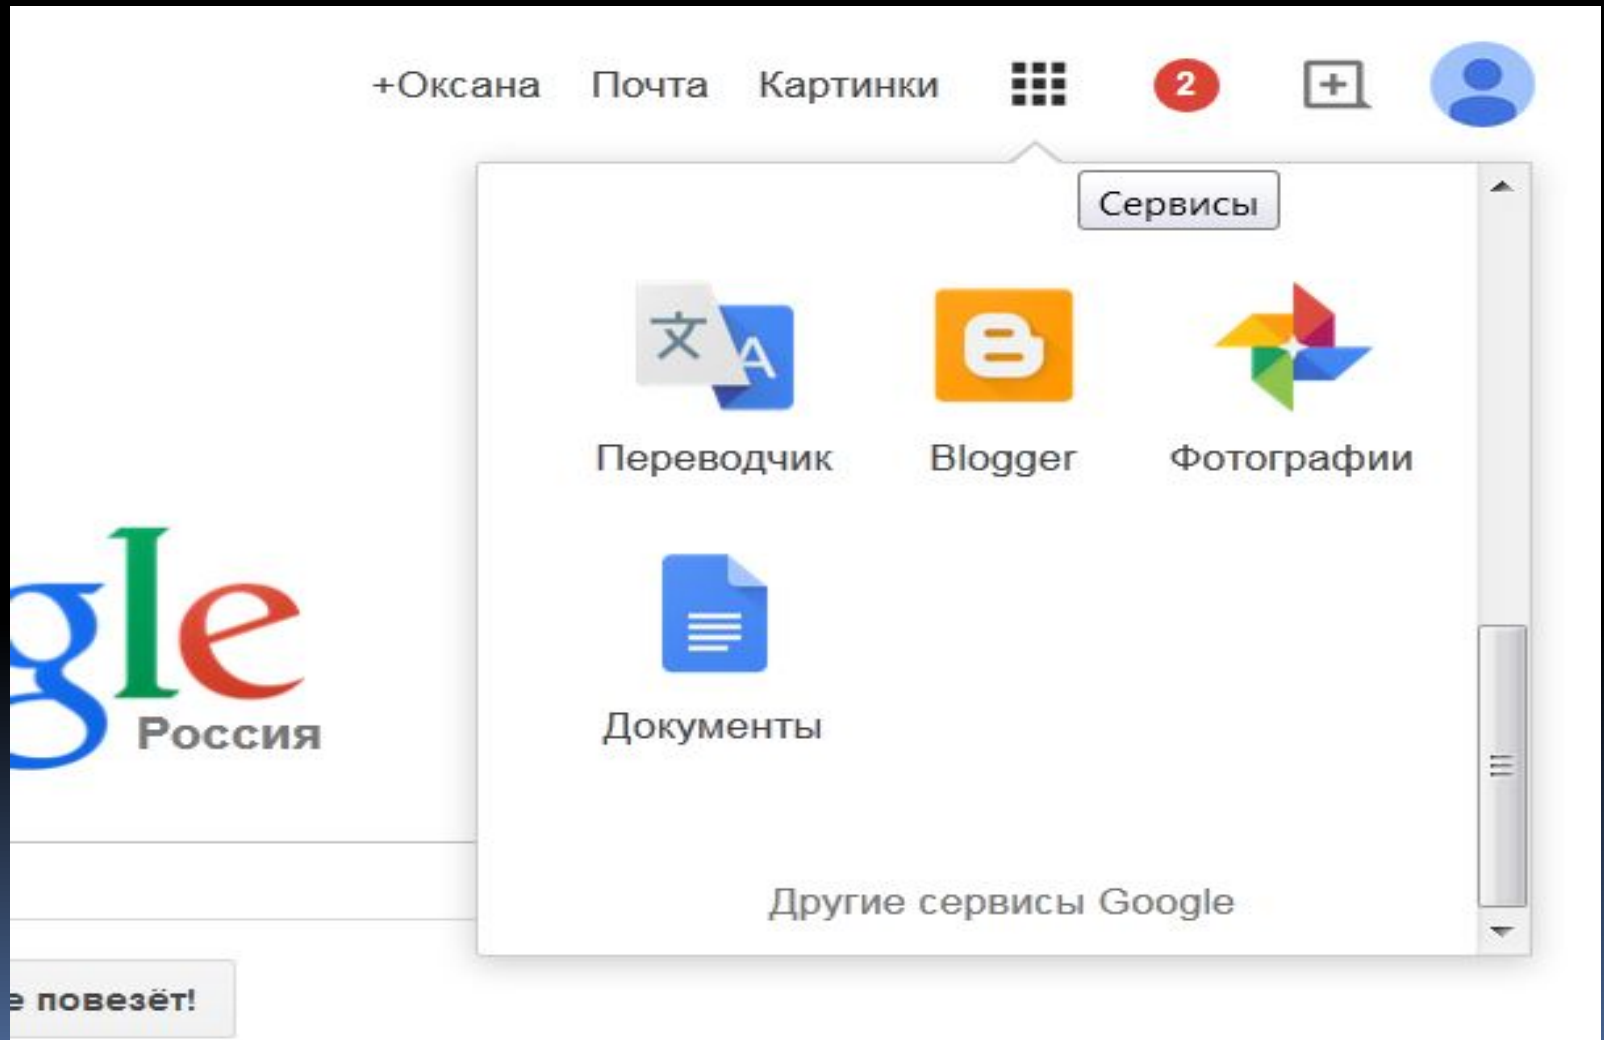 +Оксана Почта Картинки 2
Сервисы
文 A
Переводчик Blogger Фотографии
gle
Россия
Документы
Другие сервисы Google
е повезёт!